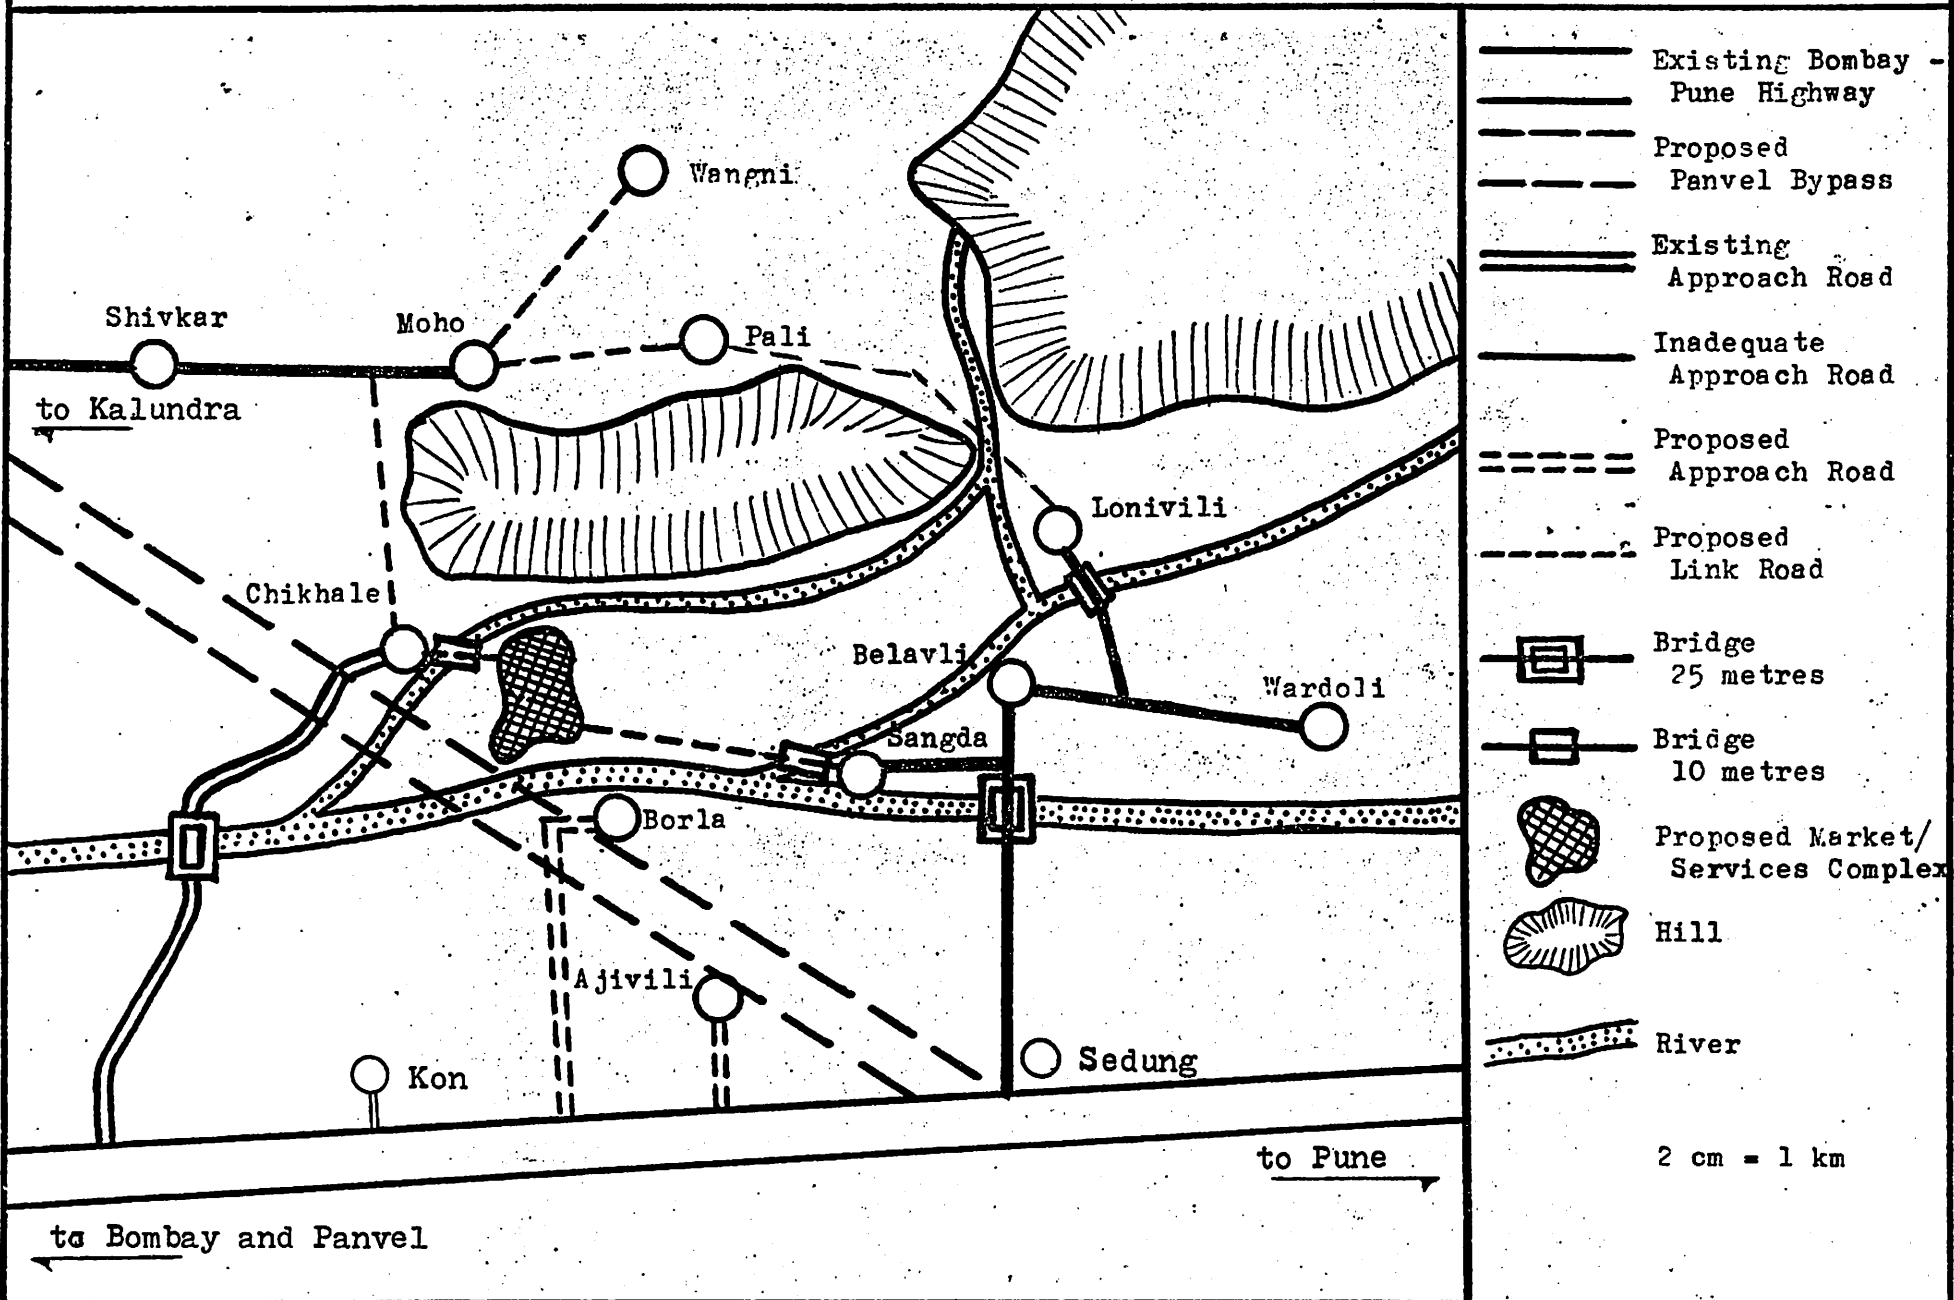 Wangni
Shivkar
Moho
Pali
to Kalundra
Lonivili
Chikhale
Belavli
Wardoli
Sangda
Borla
Ajivili
Kon
Sedung
to Pune
to Bombay and Panvel
Existing Bombay -
Pune Highway
Proposed
Panvel Bypass
Existing
Approach Road
Inadequate
Approach Road
Proposed
Approach Road
Proposed
Link Road
Bridge
25 metres
Bridge
10 metres
Proposed Market/
Services Complex
Hill
River
2 cm = 1 km